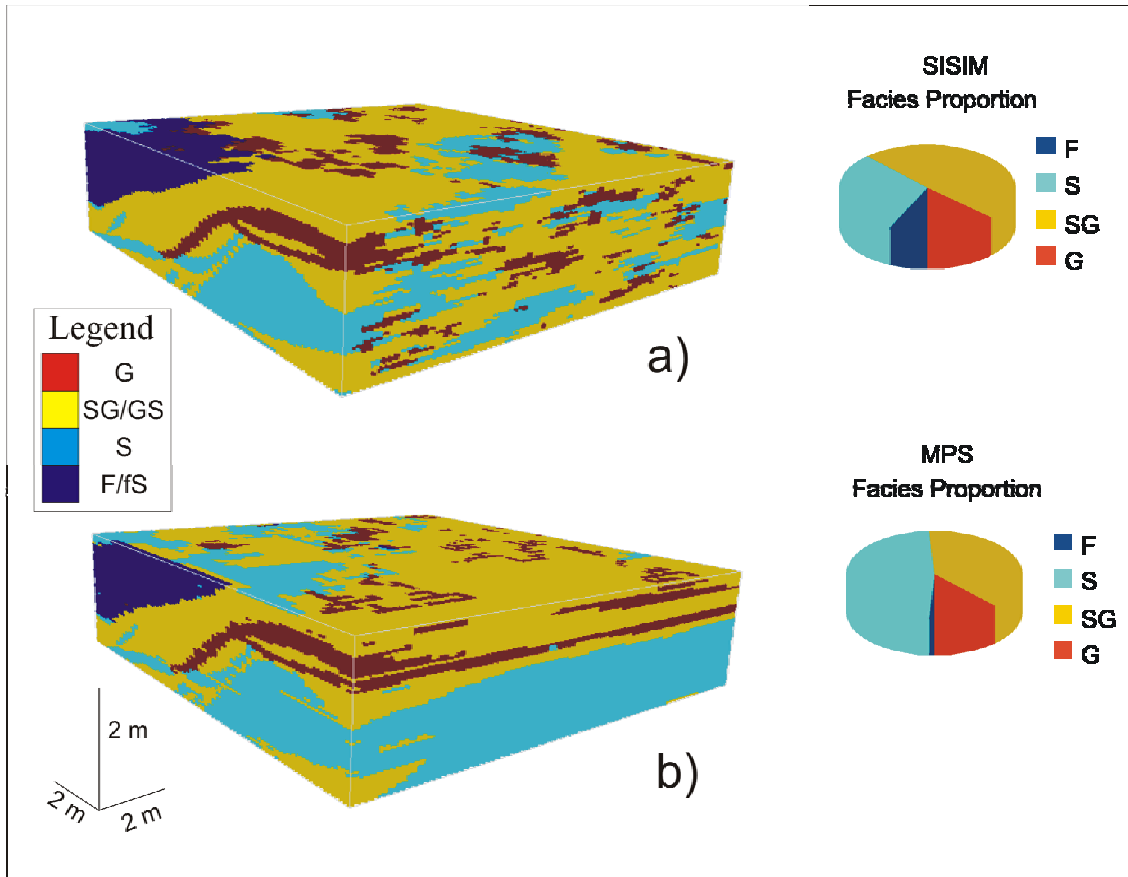 SISIM
Facies Proportion
F
S
SG
G
a)
Legend
G
SG/GS
S
F/fS
MPS
Facies Proportion
F
S
SG
G
b)
2 m
2 m
2 m